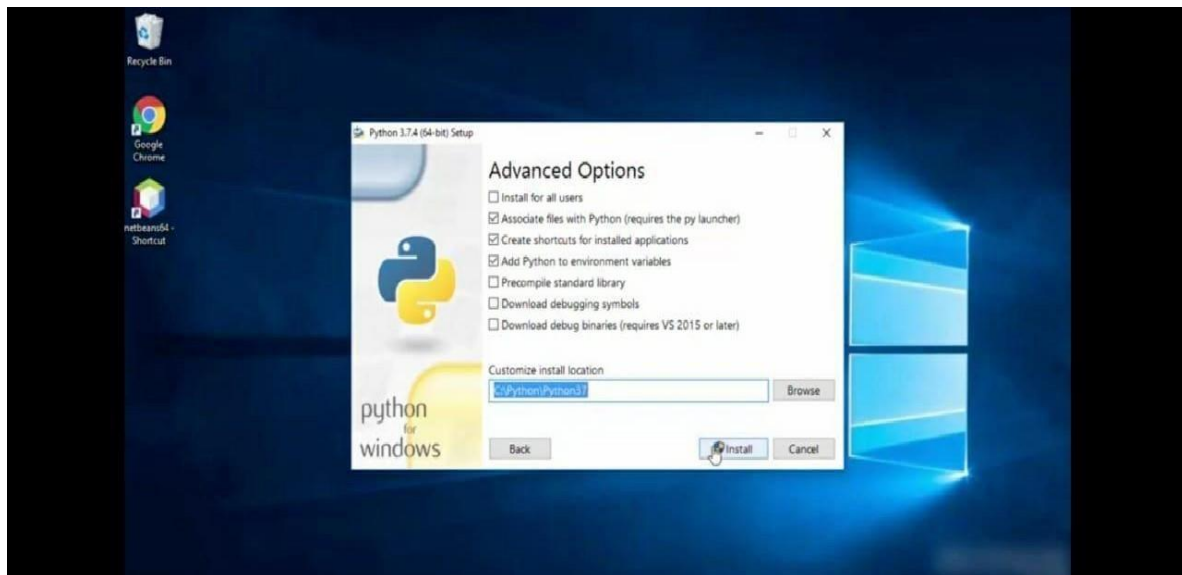 Recycle Bin
Google
Chrome
netbeans64 -
Shortcut
Python 3.7.4 (64-bit) Setup
Advanced Options
Install for all users
Associate files with Python (requires the py launcher)
Create shortcuts for installed applications
Add Python to environment variables
Precompile standard library
Download debugging symbols
Download debug binaries (requires VS 2015 or later)
Customize install location
C:\Python\Python37
Browse
python
for
windows
Back
Install
Cancel